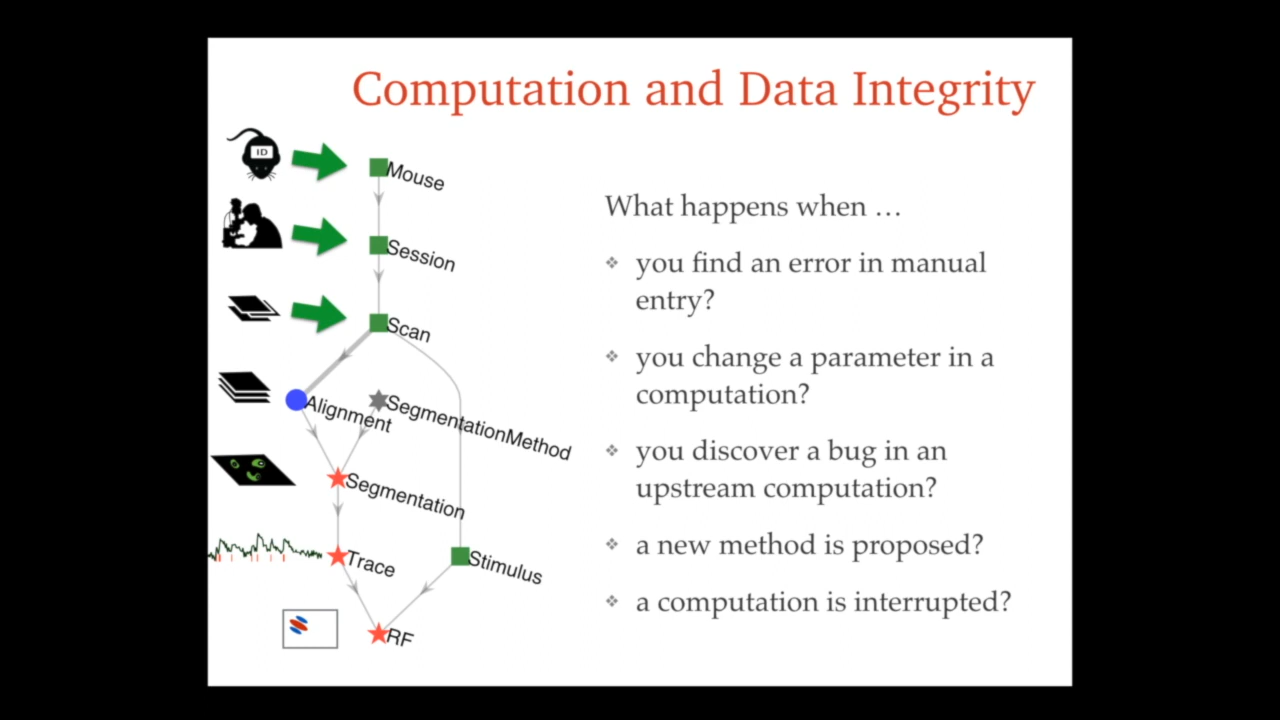 Computation and Data Integrity
ID
Mouse
Session
Scan
Alignment
SegmentationMethod
Segmentation
Trace
Stimulus
RF
What happens when …
you find an error in manual
entry?
you change a parameter in a
computation?
you discover a bug in an
upstream computation?
a new method is proposed?
a computation is interrupted?